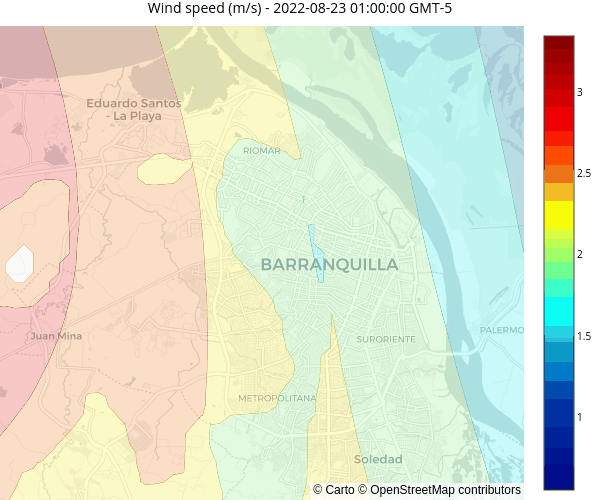 Wind speed (m/s) - 2022-08-23 01:00:00 GMT-5
Eduardo Santos
- La Playa
RIOMAR
BARRANQUILLA
Juan Mina
SURORIENTE
PALERMO
METROPOLITANA
Soledad
© Carto © OpenStreetMap contributors
3
2.5
2
1.5
1